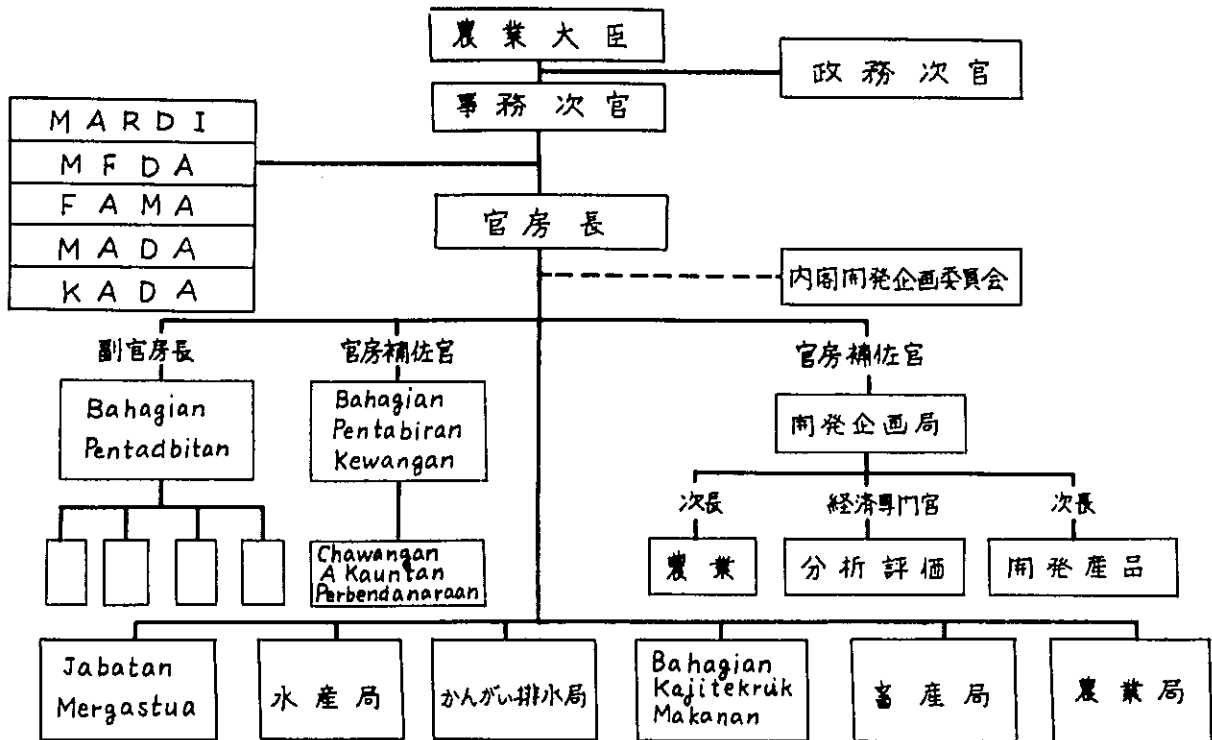 農業大臣
政務次官
事務次官
MARDI
MFDA
FAMA
MADA
KADA
官房長
内閣開発企画委員会
副官房長
官房補佐官
官房補佐官
Bahagian
Pentadbitan
Bahagian
Pentabiran
Kewangan
開発企画局
次長
経済専門官
次長
Chawangan
A Kauntan
Perbendanaraan
農業
分析評価
開発産品
Jabatan
Mergastua
水産局
かんがい排水局
Bahagian
Kajitekruk
Makanan
畜産局
農業局